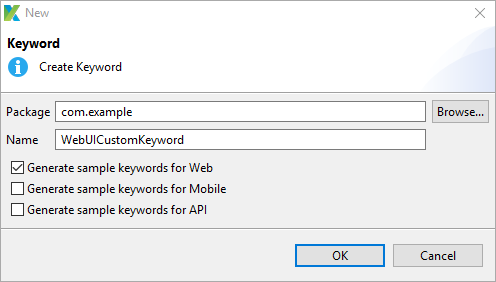 New
Keyword
Create Keyword
Package com.example Browse...
Name WebUICustomKeyword
Generate sample keywords for Web
Generate sample keywords for Mobile
Generate sample keywords for API
OK Cancel